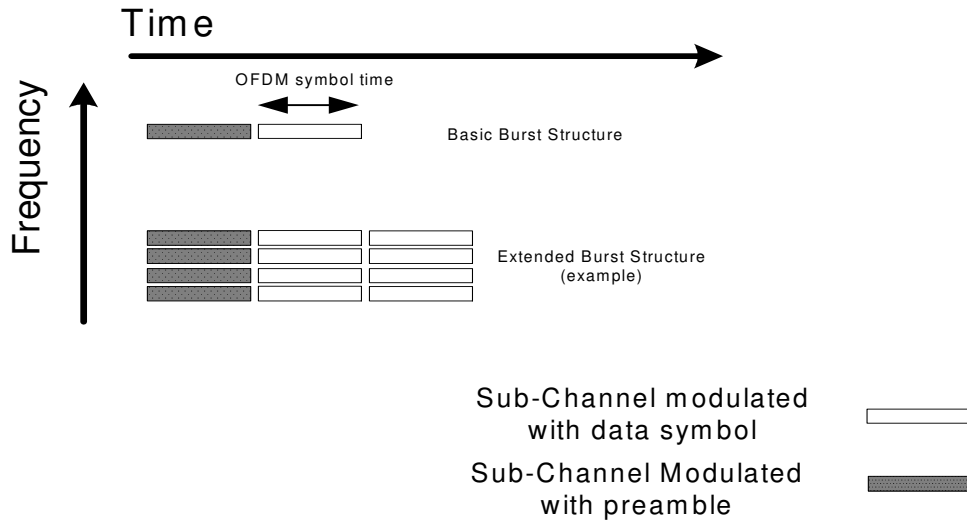 Time
OFDM symbol time
Frequency
Basic Burst Structure
Extended Burst Structure
(example)
Sub-Channel modulated
with data symbol
Sub-Channel Modulated
with preamble